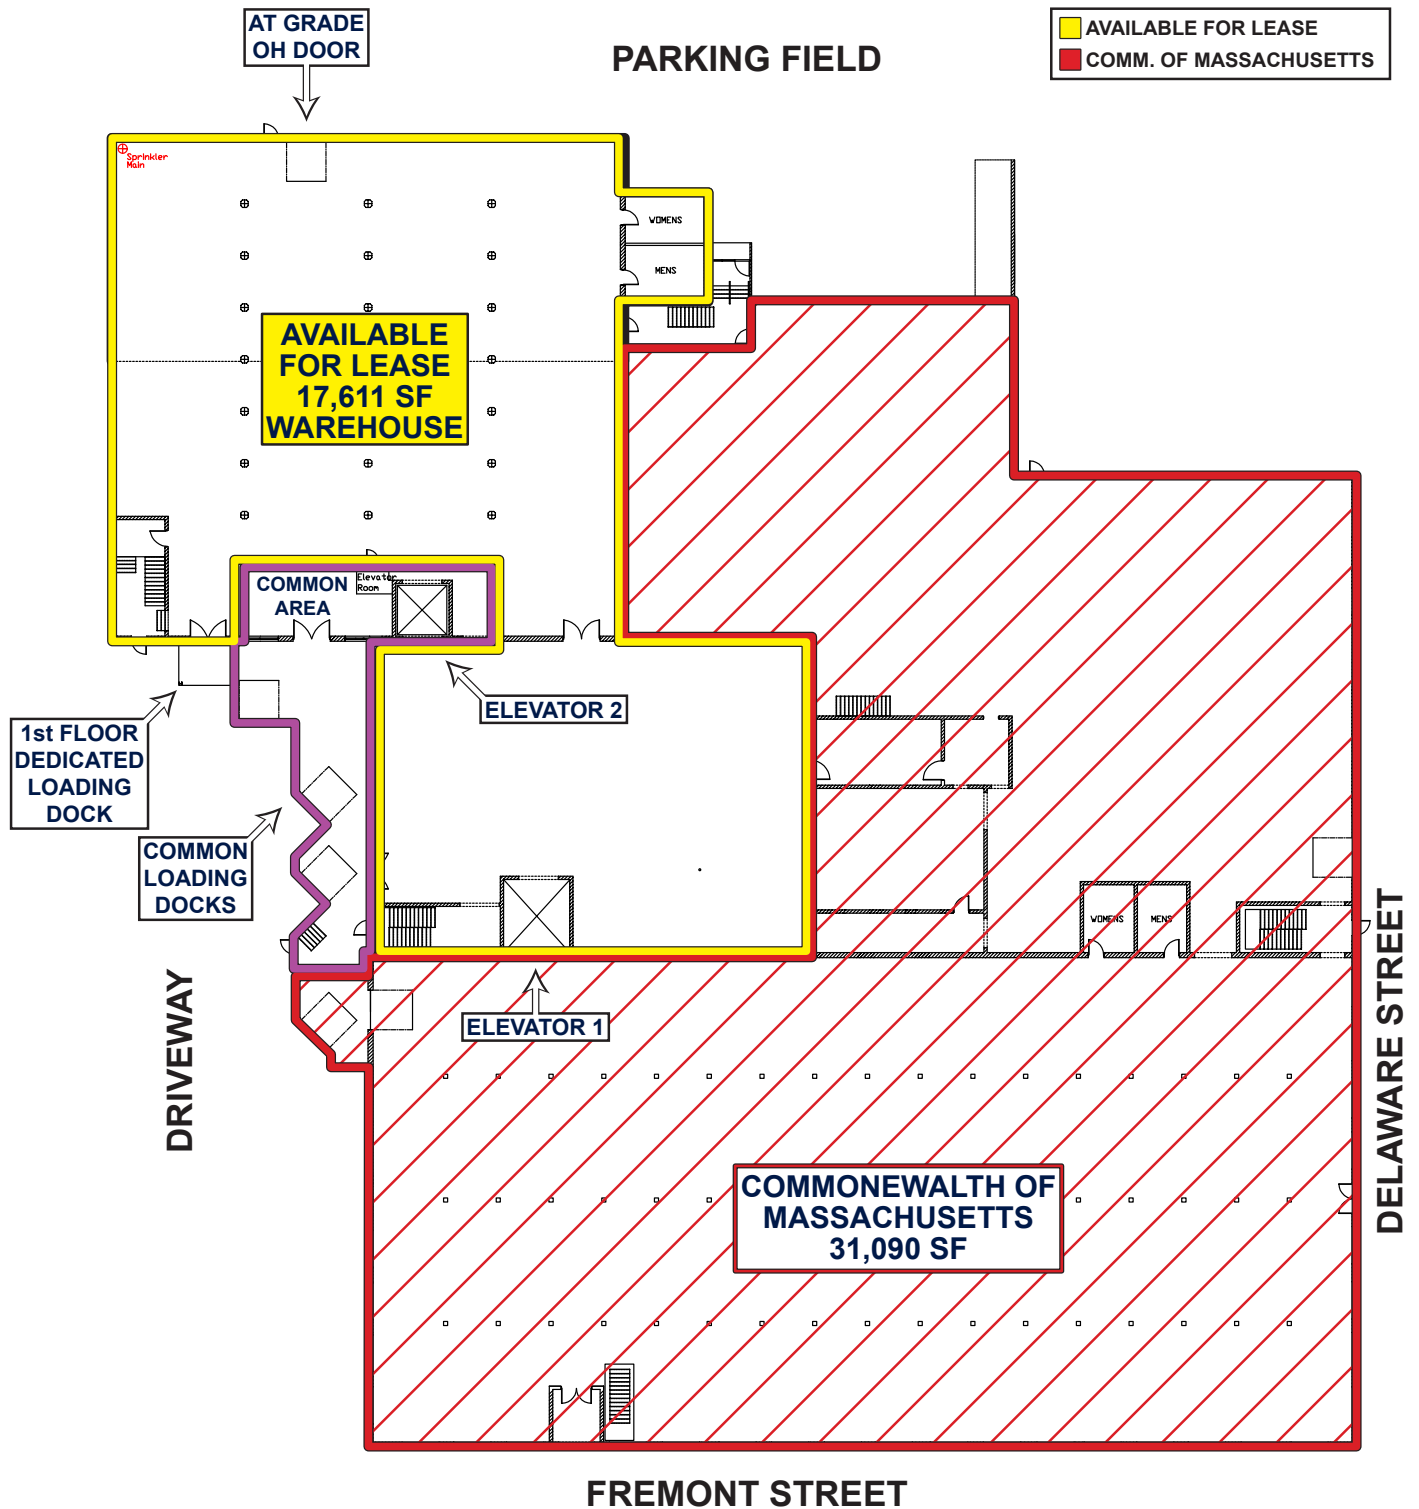 AT GRADE
OH DOOR
PARKING FIELD
AVAILABLE FOR LEASE
COMM. OF MASSACHUSETTS
Sprinkler
Main
WOMENS
MENS
AVAILABLE
FOR LEASE
17,611 SF
WAREHOUSE
COMMON
AREA
Elevator
Room
ELEVATOR 2
1st FLOOR
DEDICATED
LOADING
DOCK
COMMON
LOADING
DOCKS
WOMENS
MENS
ELEVATOR 1
DRIVEWAY
DELAWARE STREET
COMMONEWALTH OF
MASSACHUSETTS
31,090 SF
FREMONT STREET